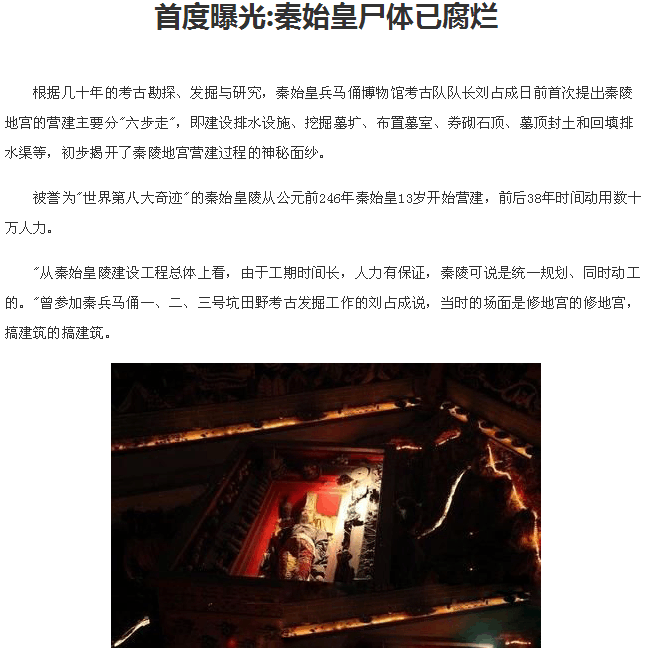 首度曝光:秦始皇尸体已腐烂
根据几十年的考古勘探、发掘与研究，秦始皇兵马俑博物馆考古队队长刘占成日前首次提出秦陵
地宫的营建主要分"六步走"，即建设排水设施、挖掘墓圹、布置墓室、券砌石顶、墓顶封土和回填排
水渠等，初步揭开了秦陵地宫营建过程的神秘面纱。
被誉为"世界第八大奇迹"的秦始皇陵从公元前246年秦始皇13岁开始营建，前后38年时间动用数十
万人力。
"从秦始皇陵建设工程总体上看，由于工期时间长，人力有保证，秦陵可说是统一规划、同时动工
的。"曾参加秦兵马俑一、二、三号坑田野考古发掘工作的刘占成说，当时的场面是修地宫的修地宫，
搞建筑的搞建筑。